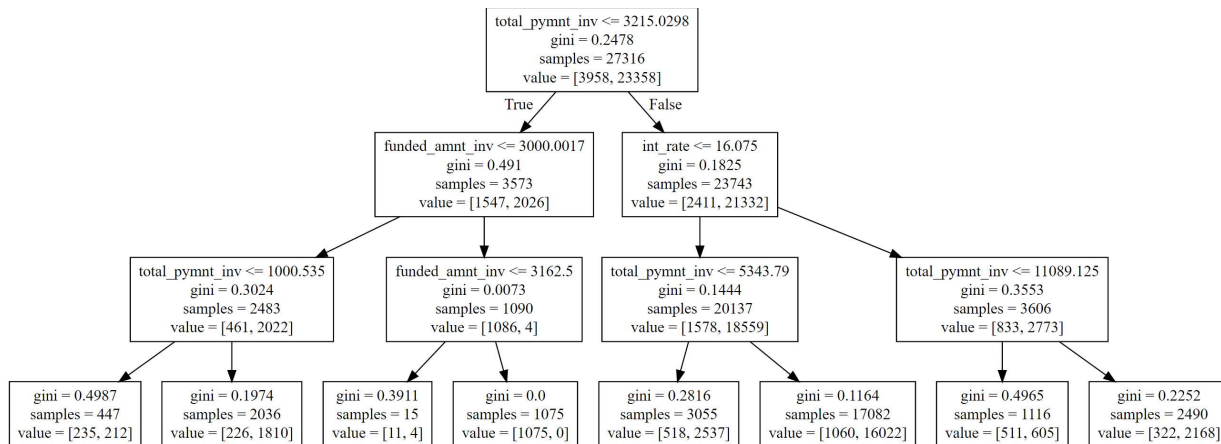 total_pymnt_inv <= 3215.0298
gini = 0.2478
samples = 27316
value = [3958, 23358]
True
False
funded_amnt_inv <= 3000.0017
gini = 0.491
samples = 3573
value = [1547, 2026]
int_rate <= 16.075
gini = 0.1825
samples = 23743
value = [2411, 21332]
total_pymnt_inv <= 1000.535
gini = 0.3024
samples = 2483
value = [461, 2022]
funded_amnt_inv <= 3162.5
gini = 0.0073
samples = 1090
value = [1086, 4]
total_pymnt_inv <= 5343.79
gini = 0.1444
samples = 20137
value = [1578, 18559]
total_pymnt_inv <= 11089.125
gini = 0.3553
samples = 3606
value = [833, 2773]
gini = 0.4987
samples = 447
value = [235, 212]
gini = 0.1974
samples = 2036
value = [226, 1810]
gini = 0.3911
samples = 15
value = [11, 4]
gini = 0.0
samples = 1075
value = [1075, 0]
gini = 0.2816
samples = 3055
value = [518, 2537]
gini = 0.1164
samples = 17082
value = [1060, 16022]
gini = 0.4965
samples = 1116
value = [511, 605]
gini = 0.2252
samples = 2490
value = [322, 2168]